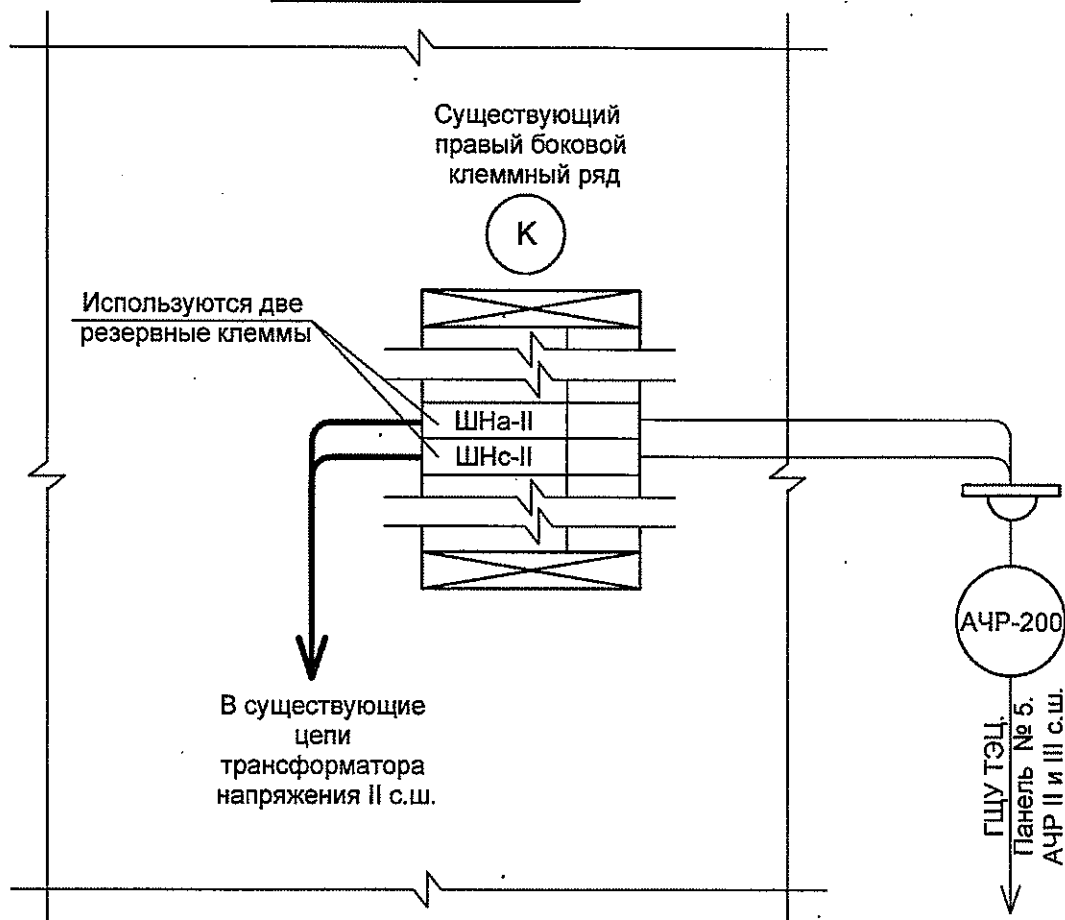 Существующий
правый боковой
клеммный ряд
К
Используются две
резервные клеммы
ШНа-II
ШНс-II
АЧР-200
В существующие
цепи
трансформатора
напряжения II с.ш.
ГЩУ ТЭЦ.
Панель № 5.
АЧР II и III с.ш.